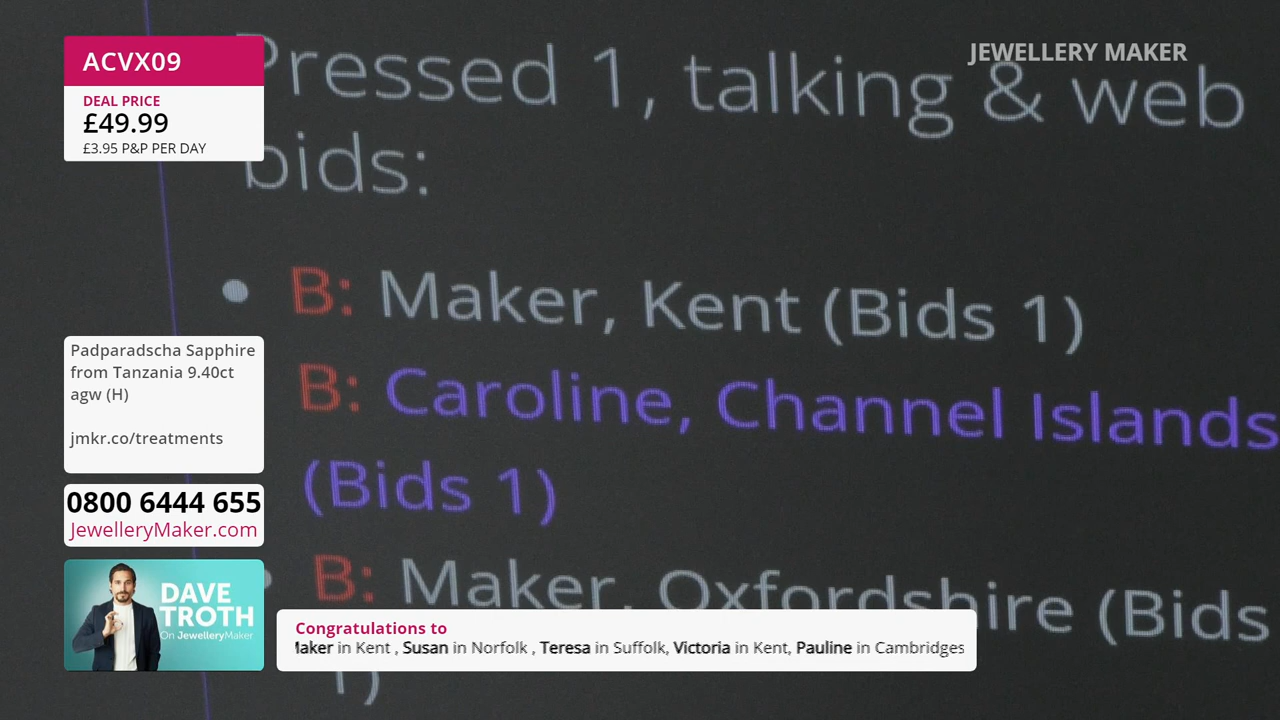 ACVX09
DEAL PRICE
£49.99
£3.95 P&P PER DAY
JEWELLERY MAKER
Pressed 1, talking & web
bids:
• B: Maker, Kent (Bids 1)
B: Caroline, Channel Islands
(Bids 1)
B: Maker, Oxfordshire (Bids
1)
Padparadscha Sapphire
from Tanzania 9.40ct
agw (H)
jmkr.co/treatments
0800 6444 655
JewelleryMaker.com
DAVE
TROTH
On JewelleryMaker
Congratulations to
Maker in Kent , Susan in Norfolk , Teresa in Suffolk, Victoria in Kent, Pauline in Cambridges